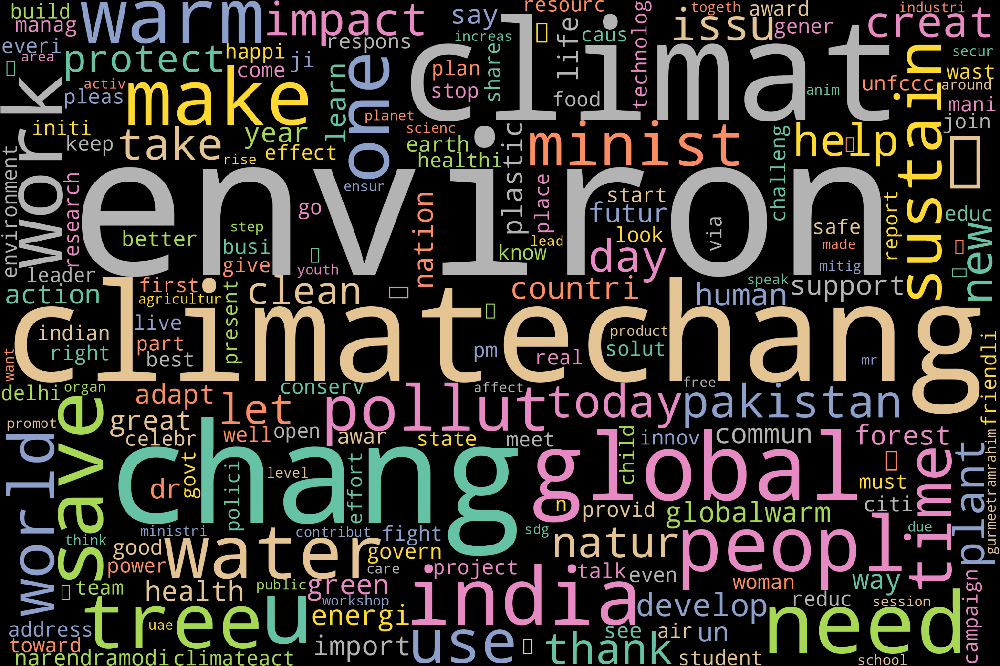 build
manag
warm
impact
say
resourc
climat
togeth
award
issu
gener
industri
creat
everi
area
protect
happi
come
ji
respons
increas
caus
life
technolog
share
secur
wast
around
mani
join
unfccc
anim
sustain
work
activ
pleas
make
learn
one
plan
stop
food
planet
scienc
earth
healthi
plastic
minist
challeng
help
initi
keep
take
year
rise
effect
environment
research
environ
ensur
go
nation
place
start
futur
look
day
via
safe
made
mitig
report
educ
new
better
step
busi
give
youth
know
lead
leader
action
first
agricultur
present
clean
countri
human
speak
support
climatechang
indian
right
live
part
best
pm
real
product
solut
mr
want
friendli
delhi
organ
adapt
let
conserv
pollut
affect
today
free
pakistan
promot
save
great
celebr
well
open
awar
state
meet
child
innov
commun
forest
world
chang
global
time
plant
gurmeetramrahim
dr
govt
polici
level
effort
n
provid
globalwarm
must
citi
due
think
ministri
water
contribut
fight
govern
care
sdg
natur
peopl
good
power
team
health
public
green
workshop
project
india
talk
even
woman
way
campaign
address
toward
tree
uae
u
energi
import
use
thank
see
air
un
develop
reduc
session
need
student
school
narendramodi
climateact